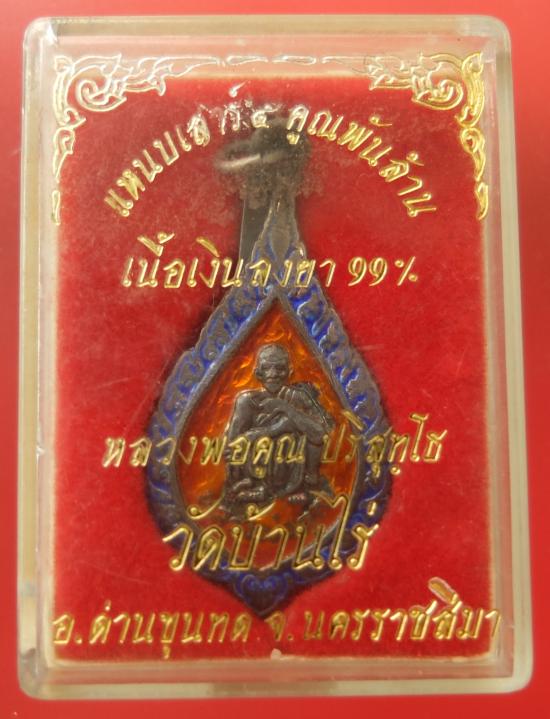 แหนบเสาร์ ๕ คูณพันล้าน
เนื้อเงินลงยา 99%
หลวงพ่อคูณ ปริสุทฺโธ
วัดบ้านไร่
อ.ด่านขุนทด จ.นครราชสีมา